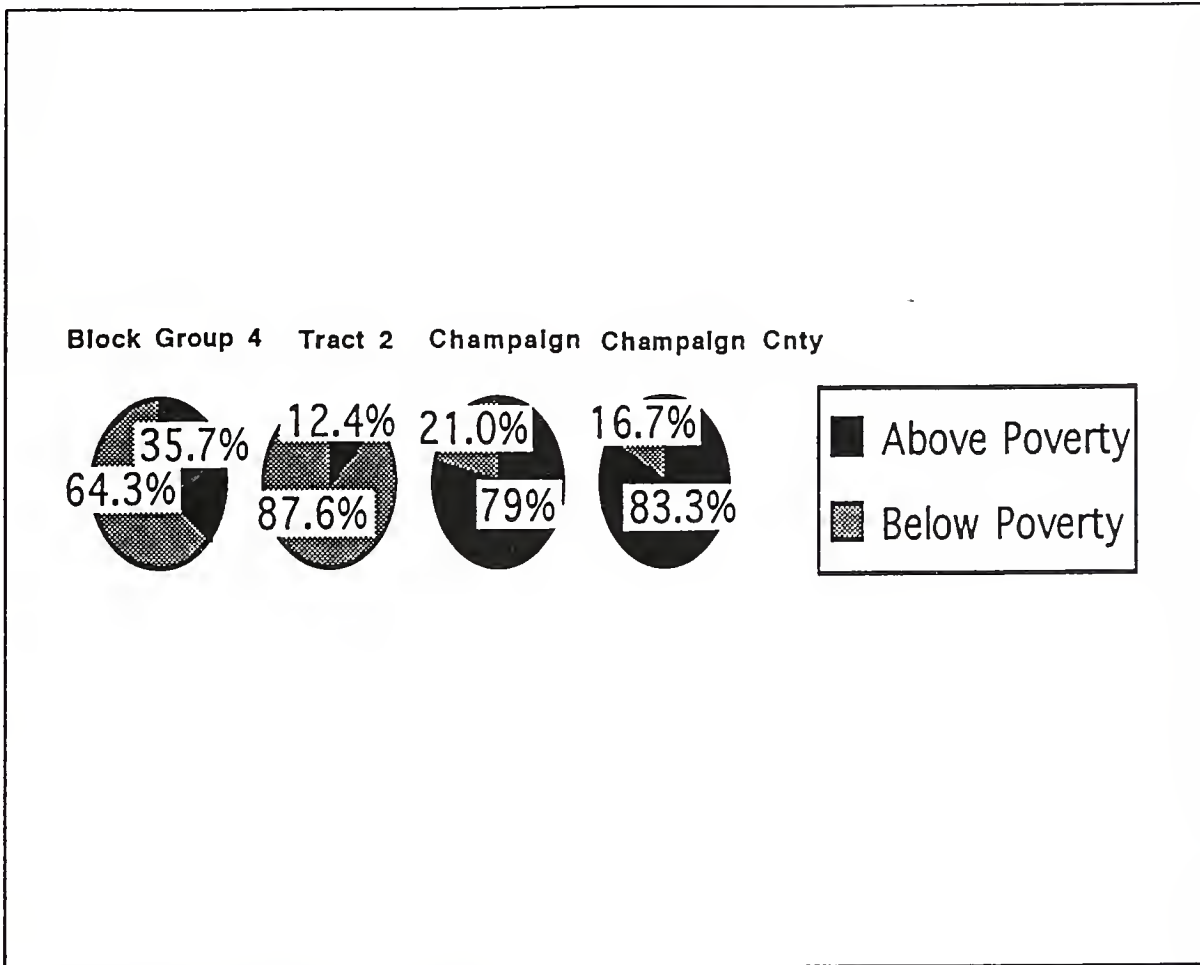 Block Group 4 Tract 2 Champaign Champaign Cnty
35.7%
64.3%
12.4%
87.6%
21.0%
79%
16.7%
83.3%
Above Poverty
Below Poverty